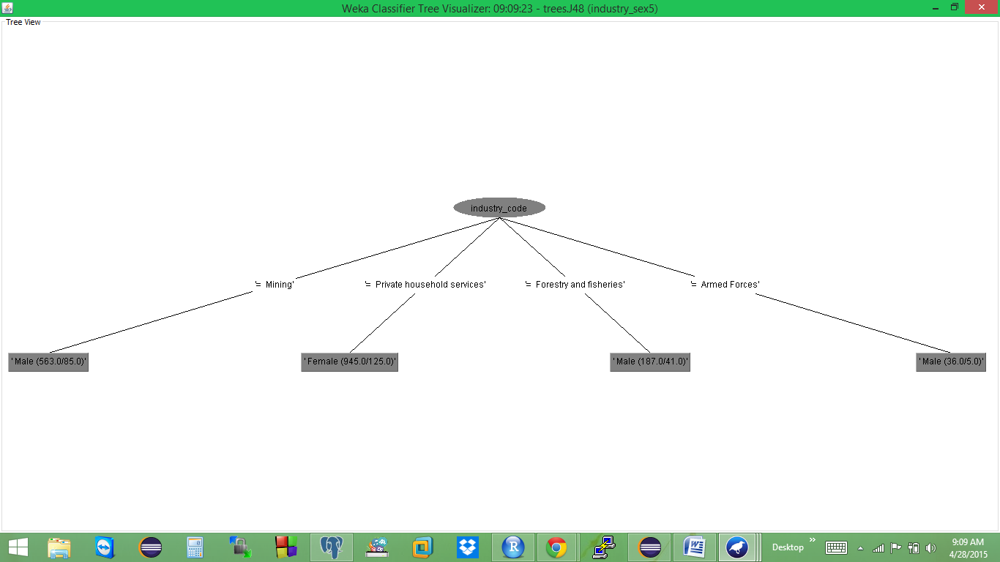 Weka Classifier Tree Visualizer: 09:09:23 - trees.J48 (industry_sex5)
Tree View
industry_code
'= Mining'
'= Private household services'
'= Forestry and fisheries'
'= Armed Forces'
' Male (563.0/85.0)'
' Female (945.0/125.0)'
' Male (187.0/41.0)'
' Male (36.0/5.0)'
R
W
Desktop
9:09 AM
4/28/2015